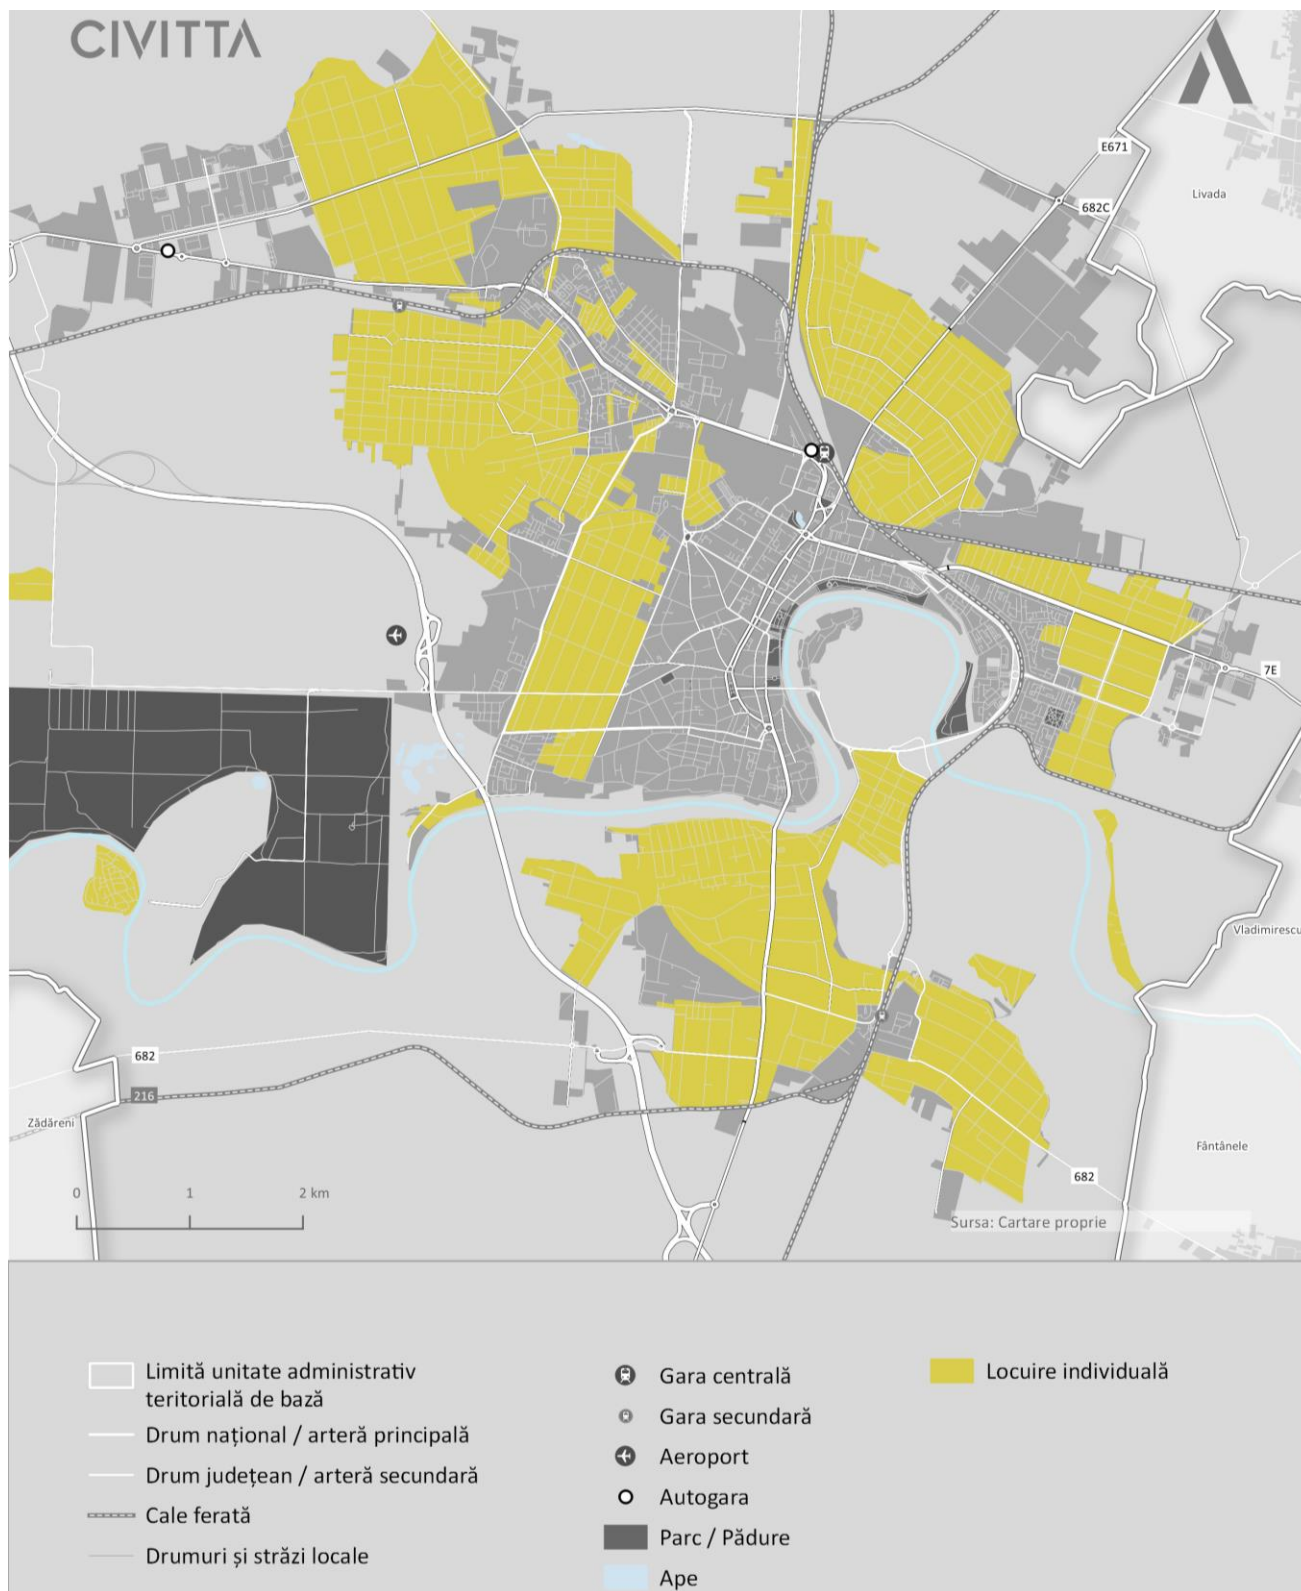 CIVITTA
E671
Livada
682C
7E
Vladimirescu
682
216
Zădăreni
Fântânele
682
0 1 2 km
Sursa: Cartare proprie
Limită unitate administrativ
teritorială de bază
Drum național / arteră principală
Drum județean / arteră secundară
Cale ferată
Drumuri și străzi locale
Gara centrală
Gara secundară
Aeroport
Autogara
Parc / Pădure
Ape
Locuire individuală